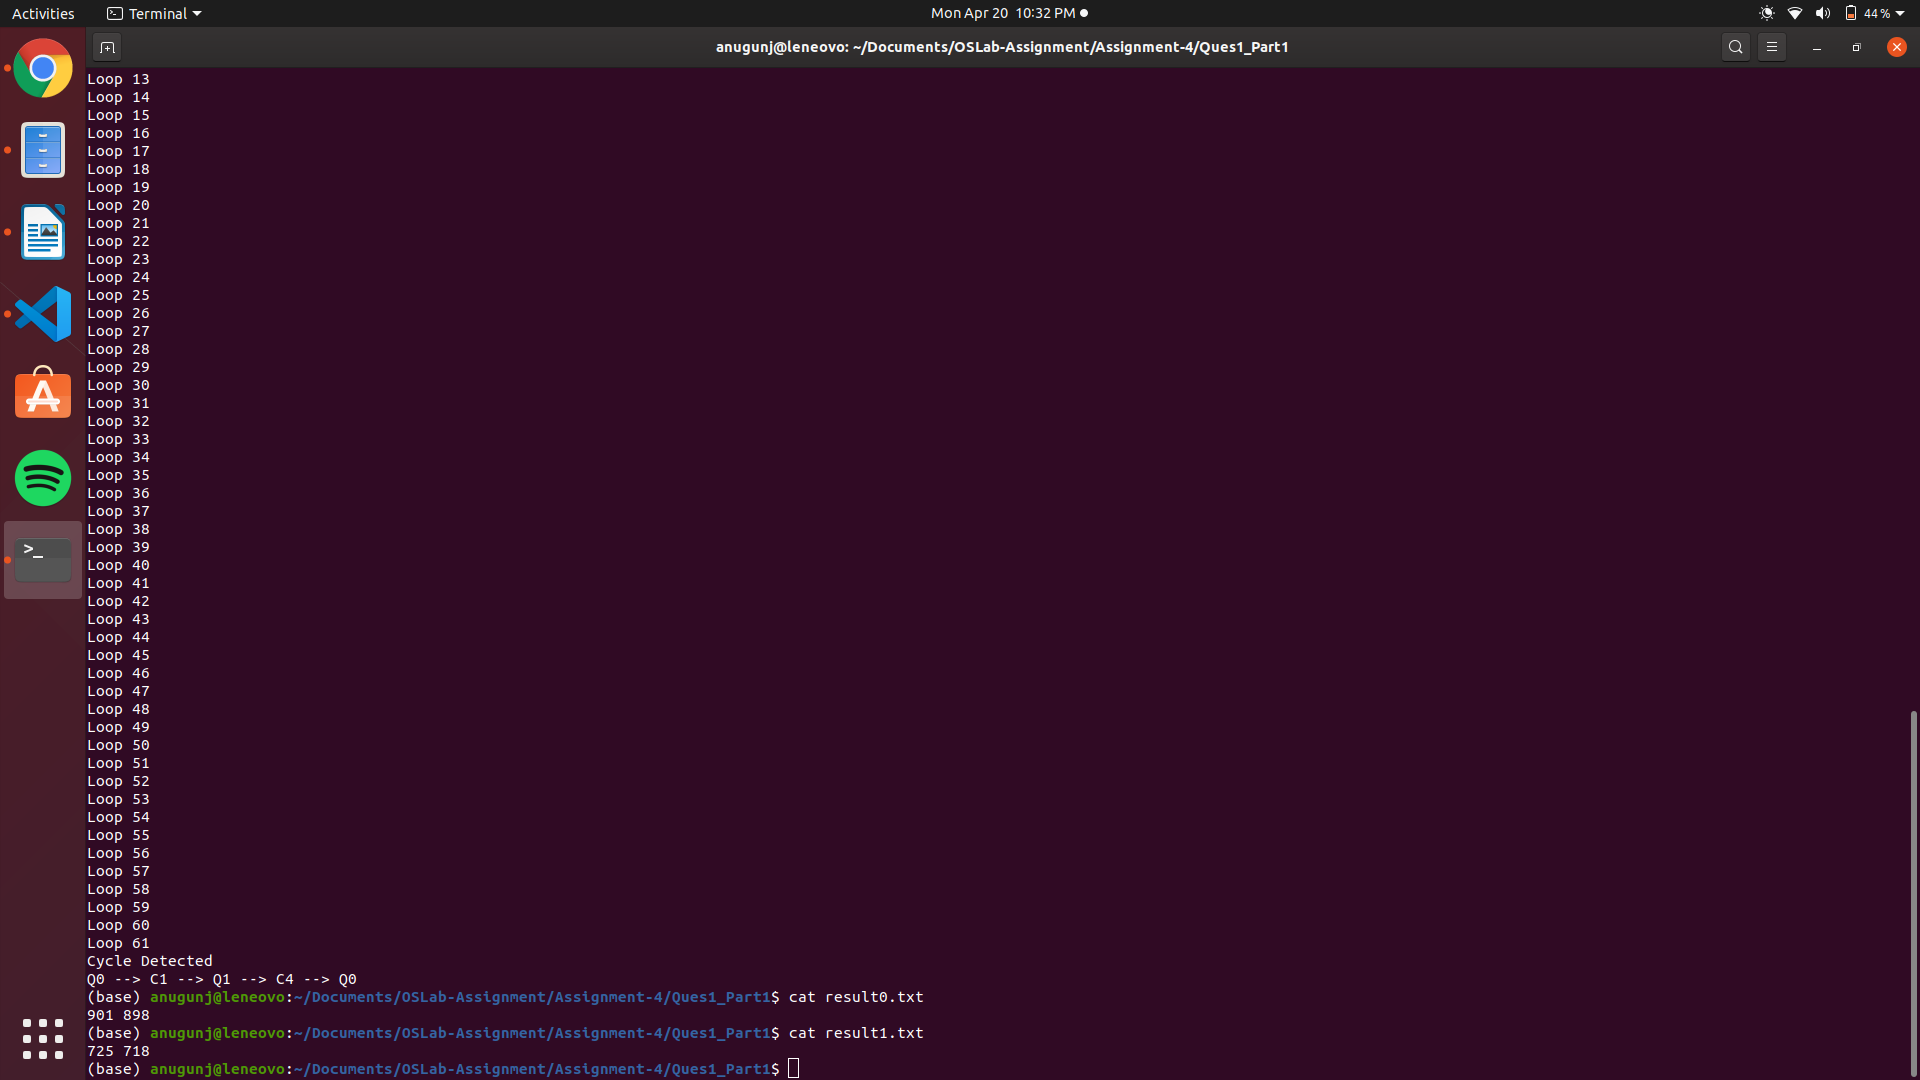 Activities
Terminal
Mon Apr 20 10:32 PM
44 %
anugunj@leneovo: ~/Documents/OSLab-Assignment/Assignment-4/Ques1_Part1
Loop 13
Loop 14
Loop 15
Loop 16
Loop 17
Loop 18
Loop 19
Loop 20
Loop 21
Loop 22
Loop 23
Loop 24
Loop 25
Loop 26
Loop 27
Loop 28
Loop 29
Loop 30
Loop 31
Loop 32
Loop 33
Loop 34
Loop 35
Loop 36
Loop 37
Loop 38
Loop 39
Loop 40
Loop 41
Loop 42
Loop 43
Loop 44
Loop 45
Loop 46
Loop 47
Loop 48
Loop 49
Loop 50
Loop 51
Loop 52
Loop 53
Loop 54
Loop 55
Loop 56
Loop 57
Loop 58
Loop 59
Loop 60
Loop 61
Cycle Detected
Q0 --> C1 --> Q1 --> C4 --> Q0
(base) anugunj@leneovo:~/Documents/OSLab-Assignment/Assignment-4/Ques1_Part1$ cat result0.txt
901 898
(base) anugunj@leneovo:~/Documents/OSLab-Assignment/Assignment-4/Ques1_Part1$ cat result1.txt
725 718
(base) anugunj@leneovo:~/Documents/OSLab-Assignment/Assignment-4/Ques1_Part1$